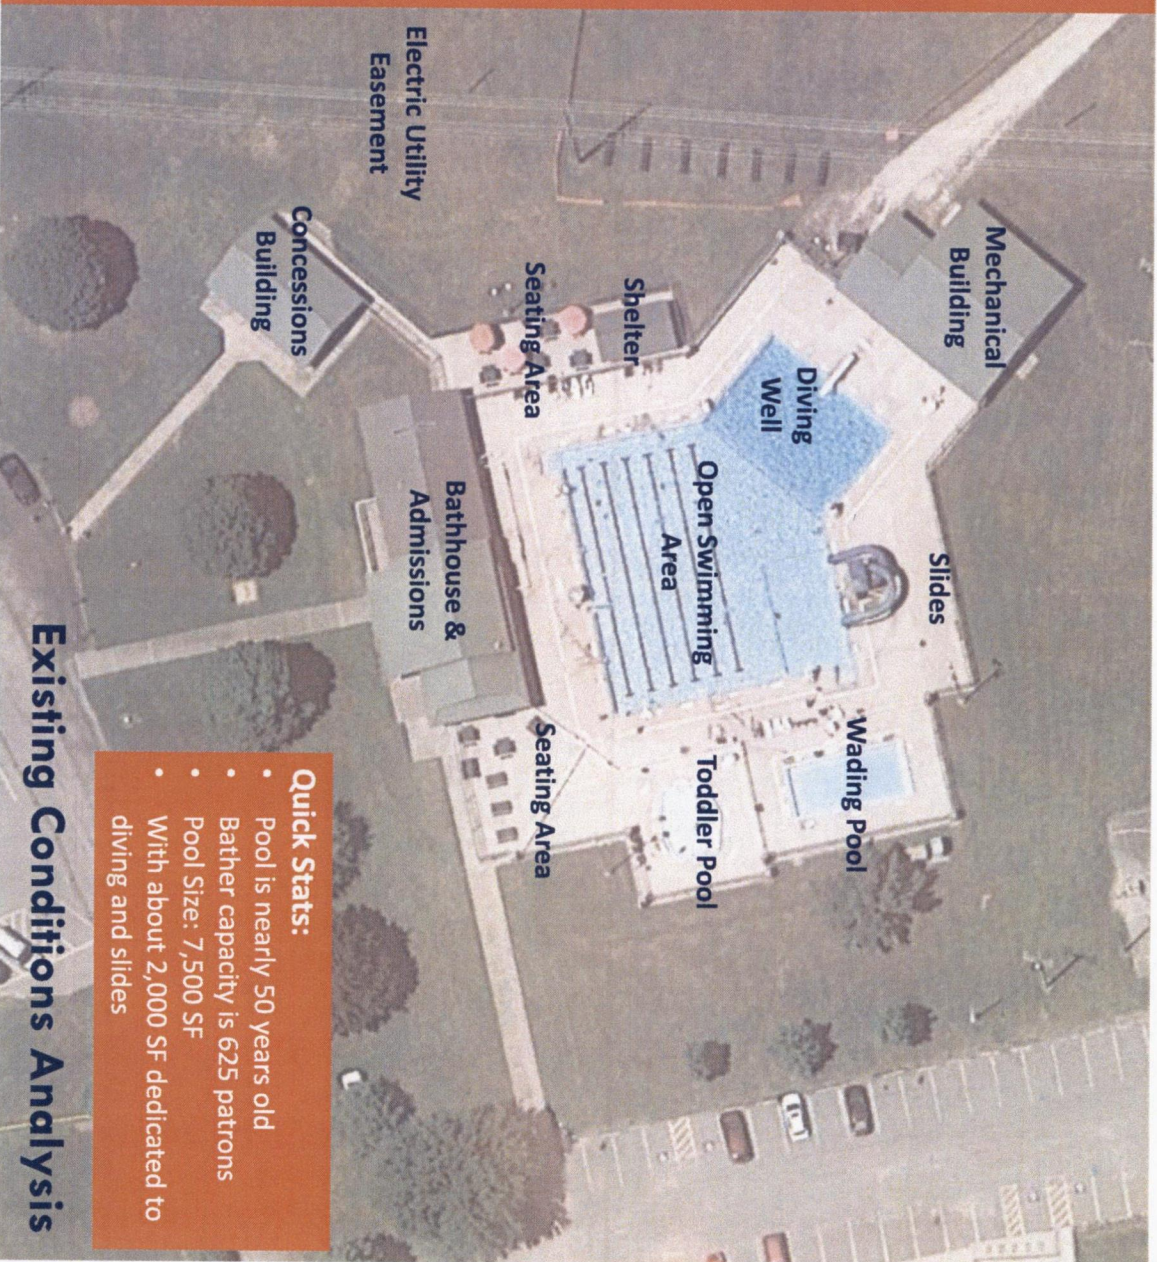 Mechanical
Building
Electric Utility
Easement
Concessions
Building
Shelter
Seating Area
Diving
Well
Slides
Open Swimming
Area
Bathhouse &
Admissions
Wading Pool
Toddler Pool
Seating Area
Quick Stats:
• Pool is nearly 50 years old
• Bather capacity is 625 patrons
• Pool Size: 7,500 SF
• With about 2,000 SF dedicated to
diving and slides
Existing Conditions Analysis